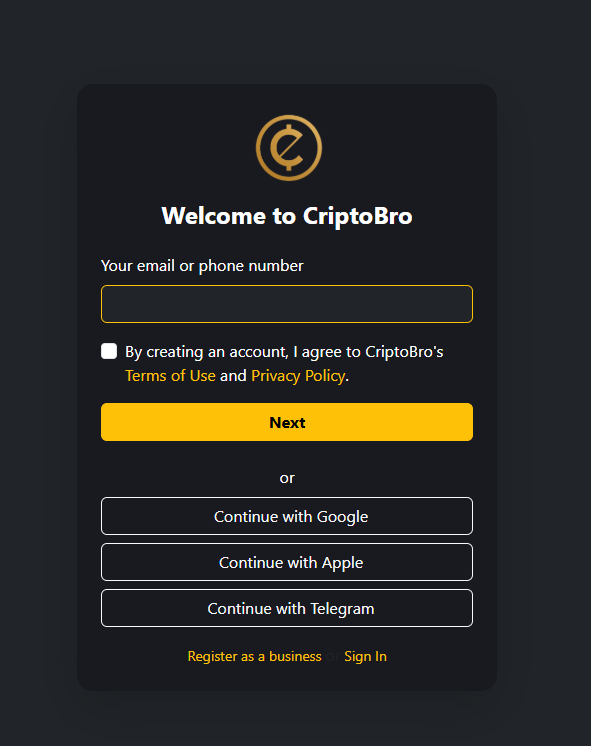 Welcome to CriptoBro
Your email or phone number
By creating an account, I agree to CriptoBro's
Terms of Use and Privacy Policy.
Next
or
Continue with Google
Continue with Apple
Continue with Telegram
Register as a business or Sign In